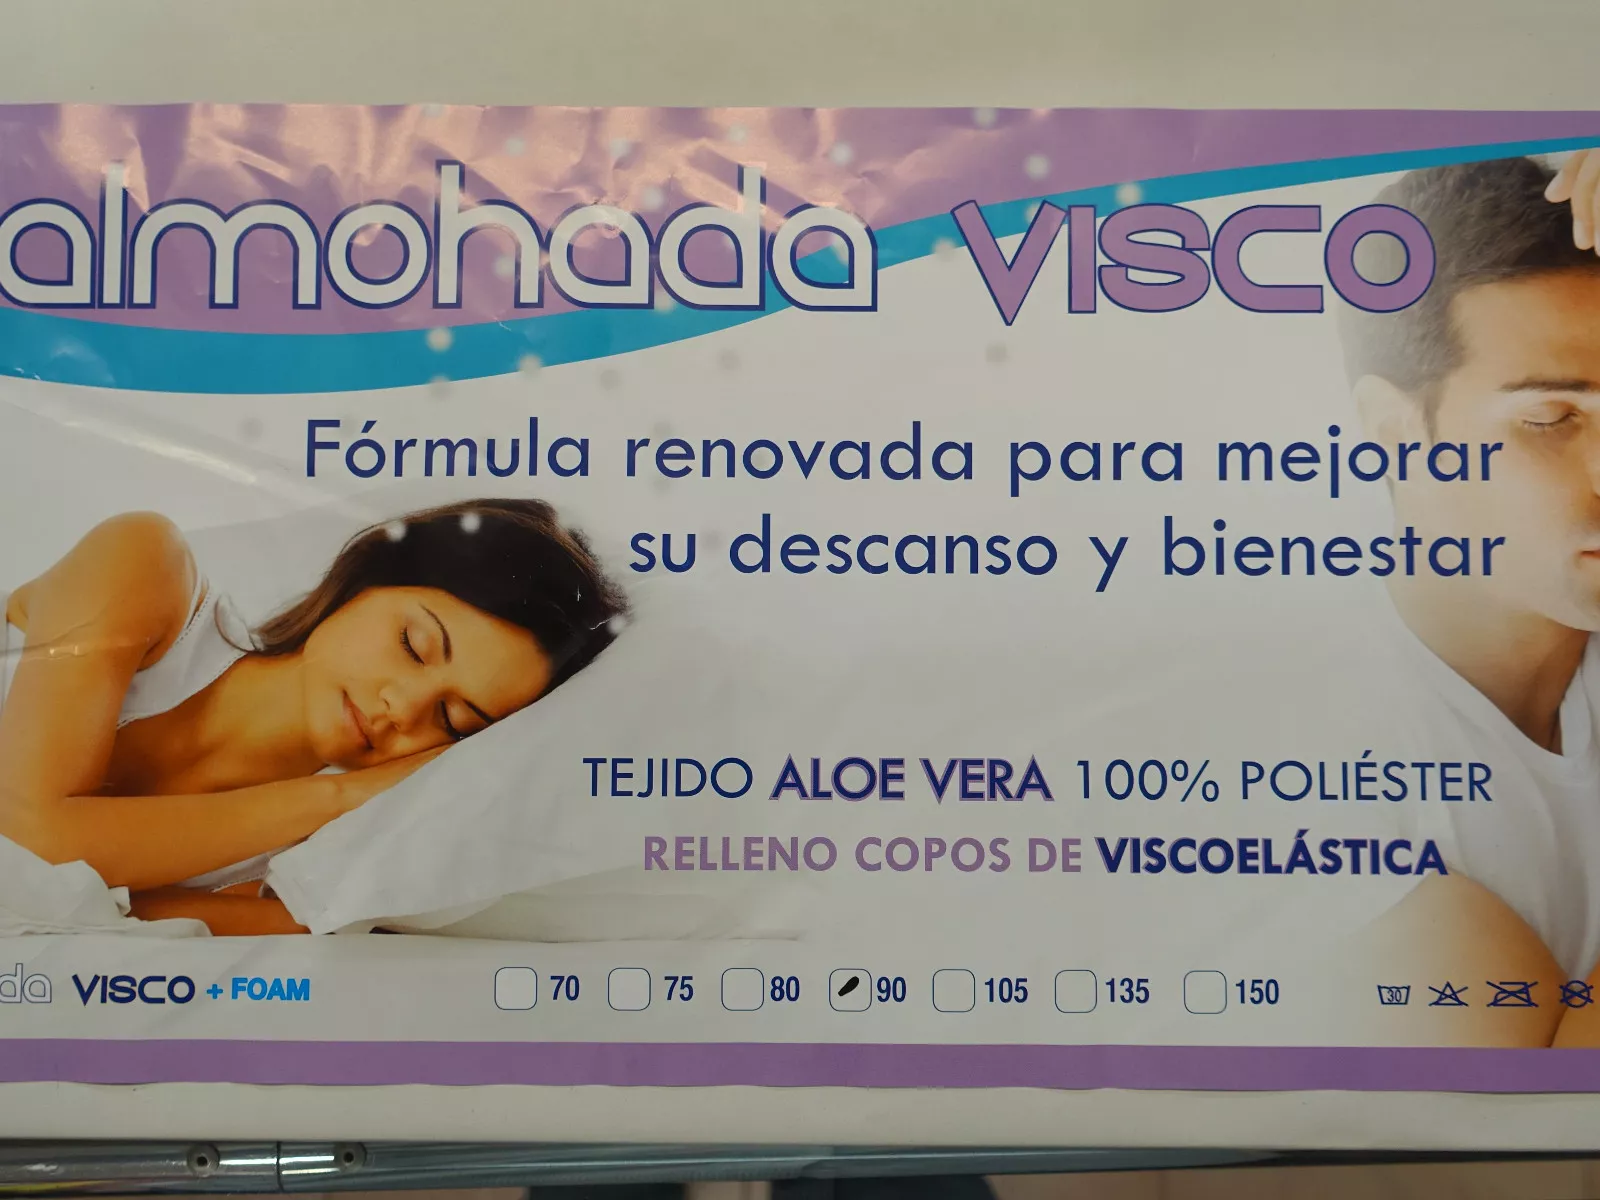 almohada VISCO
Fórmula renovada para mejorar
su descanso y bienestar
TEJIDO ALOE VERA 100% POLIÉSTER
RELLENO COPOS DE VISCOELÁSTICA
da VISCO + FOAM 70 75 80 90 105 135 150 30